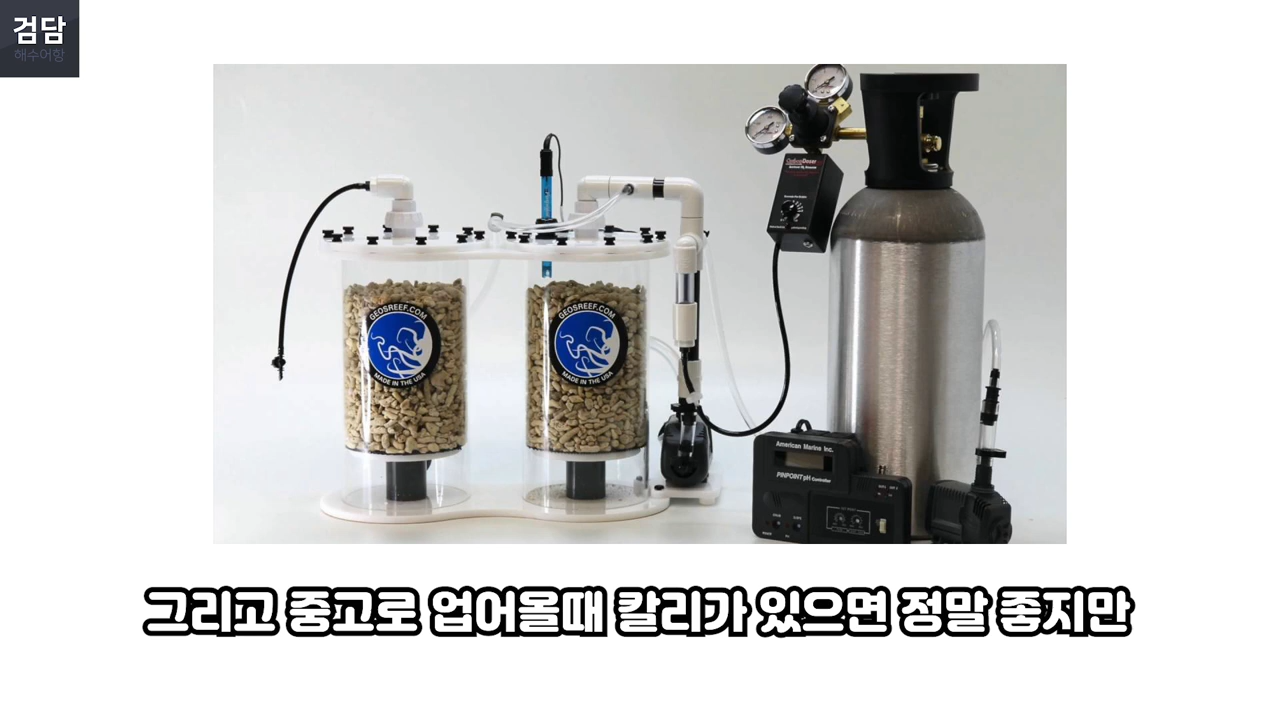 검담
해수어항
GEOSREEF.COM
MADE IN THE USA
GEOSREEF.COM
MADE IN THE USA
American Marine Inc.
PINPOINT pH Controller
그리고 중고로 업어올때 칼리가 있으면 정말 좋지만